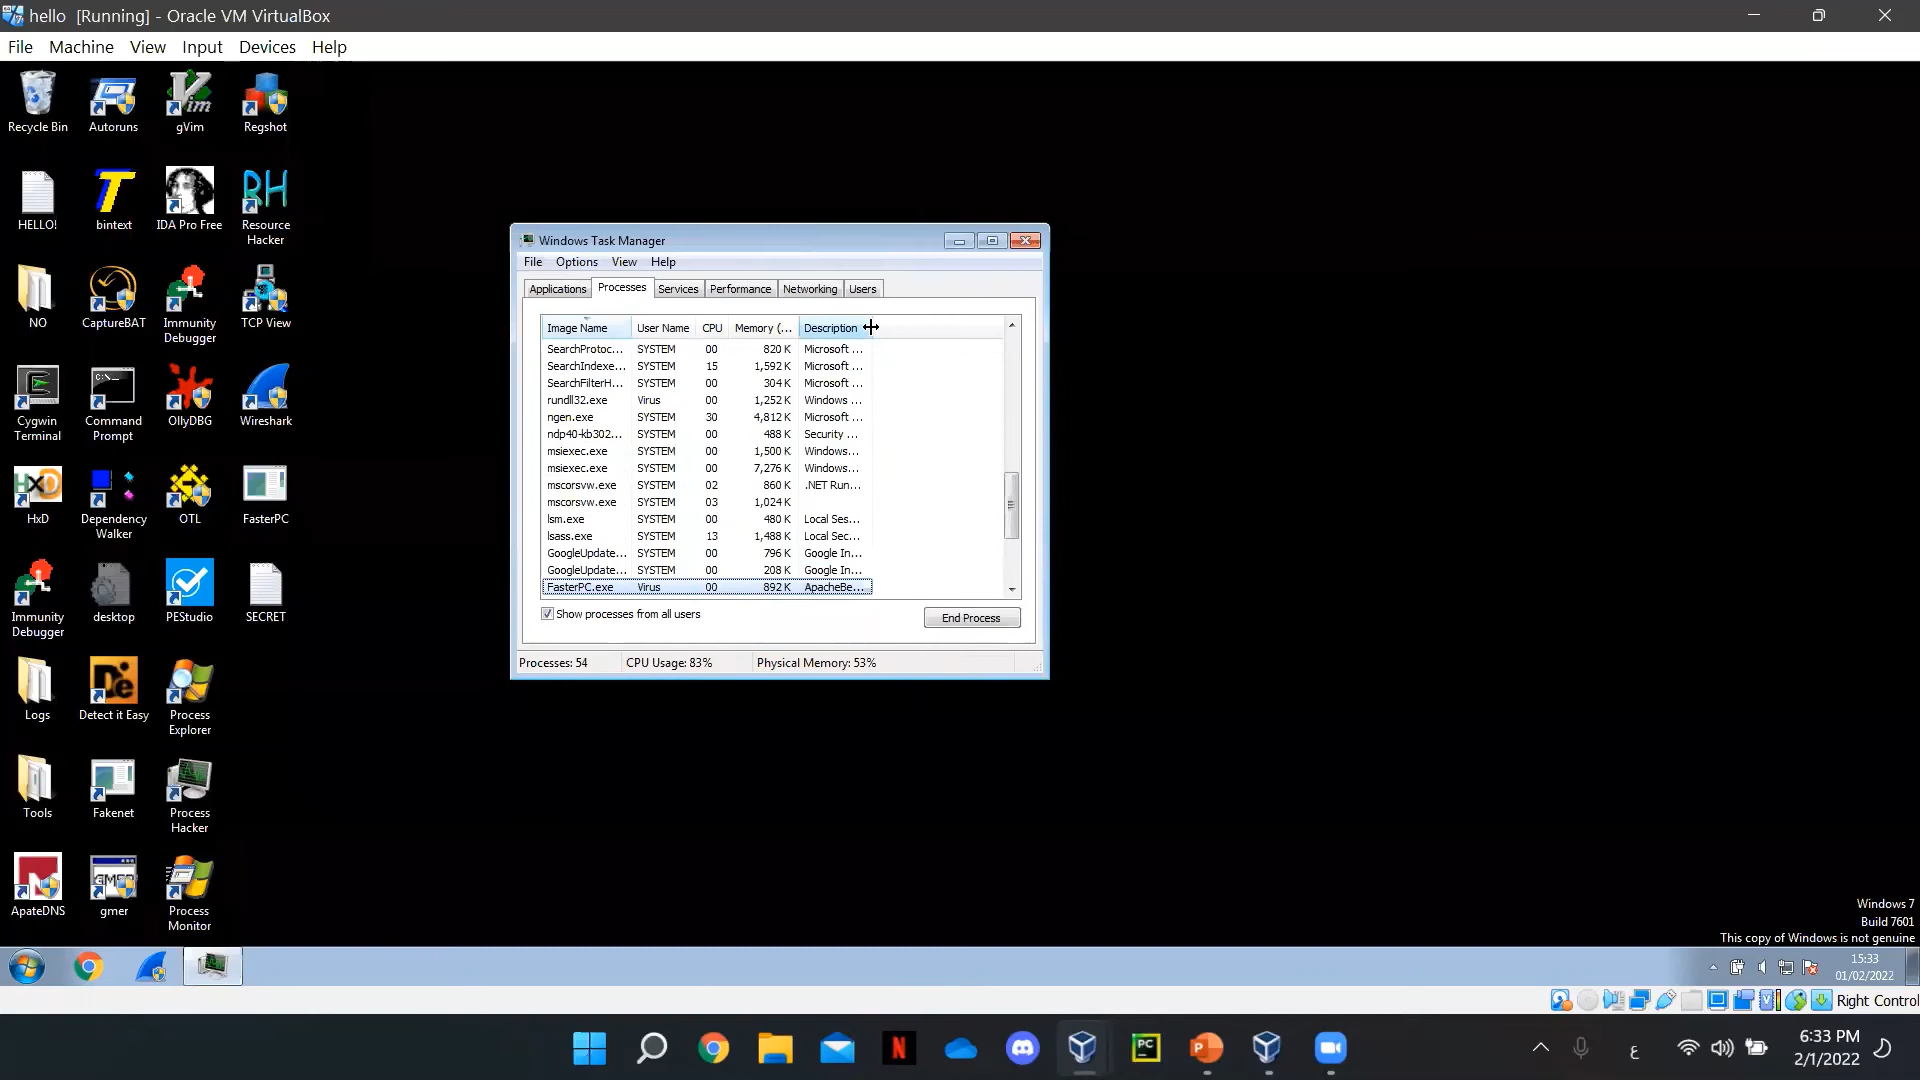 hello [Running] - Oracle VM VirtualBox
File Machine View Input Devices Help
Recycle Bin
Autoruns
gVim
Regshot
HELLO!
bintext
IDA Pro Free
Resource
Hacker
NO
CaptureBAT
Immunity
Debugger
TCP View
Cygwin
Terminal
Command
Prompt
OllyDBG
Wireshark
HxD
Dependency
Walker
OTL
FasterPC
Immunity
Debugger
desktop
PEStudio
SECRET
Logs
Detect it Easy
Process
Explorer
Tools
Fakenet
Process
Hacker
ApateDNS
gmer
Process
Monitor
Windows Task Manager
File Options View Help
Applications Processes Services Performance Networking Users
Image Name User Name CPU Memory (... Description
SearchProtoc... SYSTEM 00 820 K Microsoft ...
SearchIndexe... SYSTEM 15 1,592 K Microsoft ...
SearchFilterH... SYSTEM 00 304 K Microsoft ...
rundll32.exe Virus 00 1,252 K Windows ...
ngen.exe SYSTEM 30 4,812 K Microsoft ...
ndp40-kb302... SYSTEM 00 488 K Security ...
msiexec.exe SYSTEM 00 1,500 K Windows...
msiexec.exe SYSTEM 00 7,276 K Windows...
mscorsvw.exe SYSTEM 02 860 K .NET Run...
mscorsvw.exe SYSTEM 03 1,024 K
lsm.exe SYSTEM 00 480 K Local Ses...
lsass.exe SYSTEM 13 1,488 K Local Sec...
GoogleUpdate... SYSTEM 00 796 K Google In...
GoogleUpdate... SYSTEM 00 208 K Google In...
FasterPC.exe Virus 00 892 K ApacheBe...
Show processes from all users
End Process
Processes: 54 CPU Usage: 83% Physical Memory: 53%
Windows 7
Build 7601
This copy of Windows is not genuine
15:33
01/02/2022
Right Control
ع
6:33 PM
2/1/2022